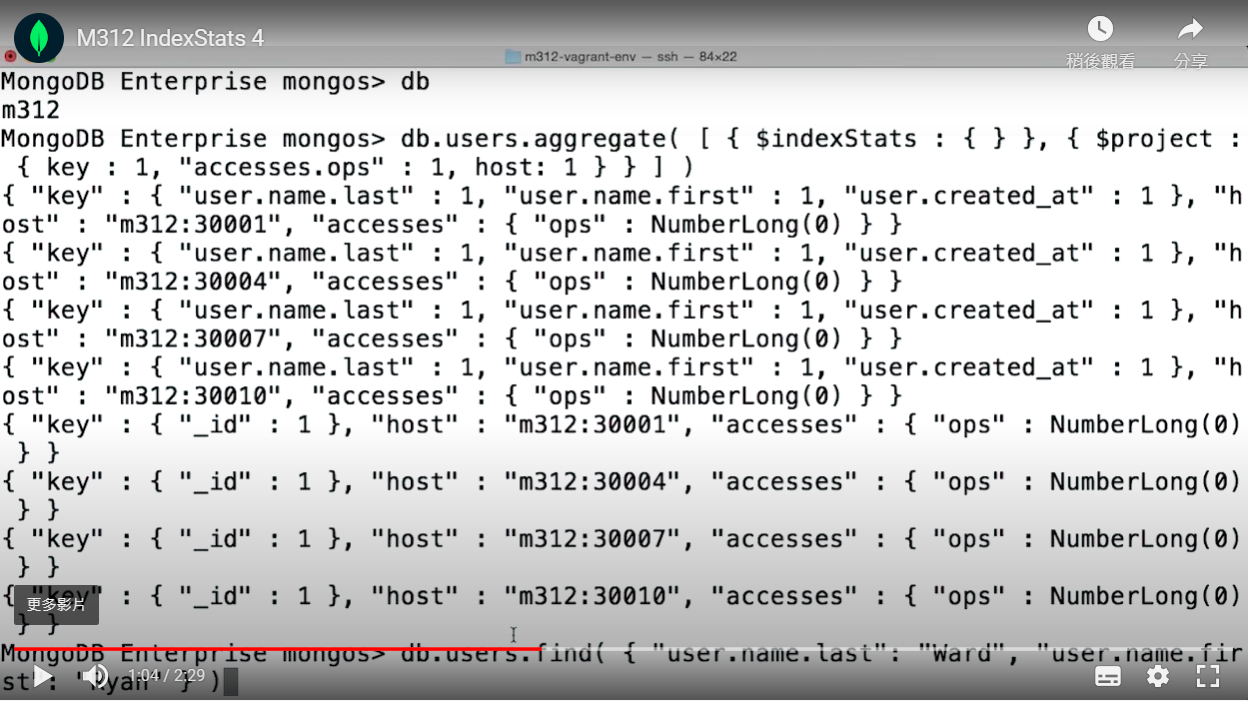 M312 IndexStats 4
稍後觀看
分享
m312-vagrant-env — ssh — 84×22
MongoDB Enterprise mongos> db
m312
MongoDB Enterprise mongos> db.users.aggregate( [ { $indexStats : { } }, { $project :
{ key : 1, "accesses.ops" : 1, host: 1 } } ] )
{ "key" : { "user.name.last" : 1, "user.name.first" : 1, "user.created_at" : 1 }, "h
ost" : "m312:30001", "accesses" : { "ops" : NumberLong(0) } }
{ "key" : { "user.name.last" : 1, "user.name.first" : 1, "user.created_at" : 1 }, "h
ost" : "m312:30004", "accesses" : { "ops" : NumberLong(0) } }
{ "key" : { "user.name.last" : 1, "user.name.first" : 1, "user.created_at" : 1 }, "h
ost" : "m312:30007", "accesses" : { "ops" : NumberLong(0) } }
{ "key" : { "user.name.last" : 1, "user.name.first" : 1, "user.created_at" : 1 }, "h
ost" : "m312:30010", "accesses" : { "ops" : NumberLong(0) } }
{ "key" : { "_id" : 1 }, "host" : "m312:30001", "accesses" : { "ops" : NumberLong(0)
} }
{ "key" : { "_id" : 1 }, "host" : "m312:30004", "accesses" : { "ops" : NumberLong(0)
} }
{ "key" : { "_id" : 1 }, "host" : "m312:30007", "accesses" : { "ops" : NumberLong(0)
} }
{ "key" : { "_id" : 1 }, "host" : "m312:30010", "accesses" : { "ops" : NumberLong(0)
} }
更多影片
MongoDB Enterprise mongos> db.users.find( { "user.name.last": "Ward", "user.name.fir
st": "Ryan" } )
1:04 / 2:29